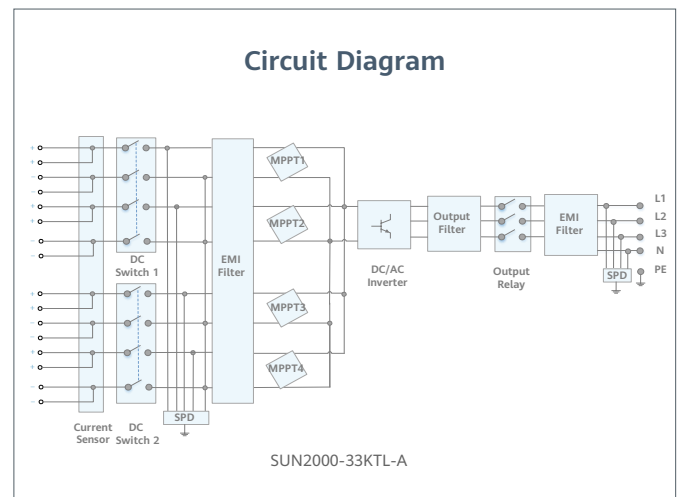 Circuit Diagram
+
+
-
-
+
+
-
-
DC
Switch 1
+
+
-
-
+
+
-
-
Current
Sensor
DC
Switch 2
SPD
EMI
Filter
MPPT1
MPPT2
MPPT3
MPPT4
DC/AC
Inverter
Output
Filter
Output
Relay
EMI
Filter
SPD
L1
L2
L3
N
PE
SUN2000-33KTL-A